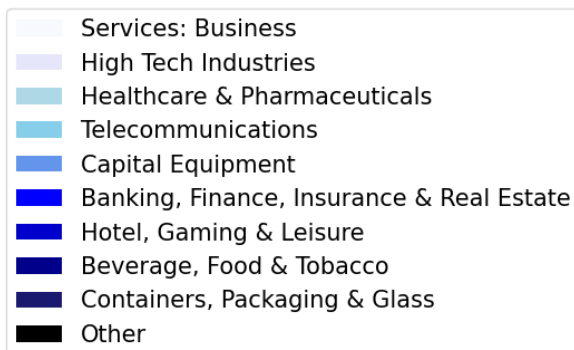 Services: Business
High Tech Industries
Healthcare & Pharmaceuticals
Telecommunications
Capital Equipment
Banking, Finance, Insurance & Real Estate
Hotel, Gaming & Leisure
Beverage, Food & Tobacco
Containers, Packaging & Glass
Other